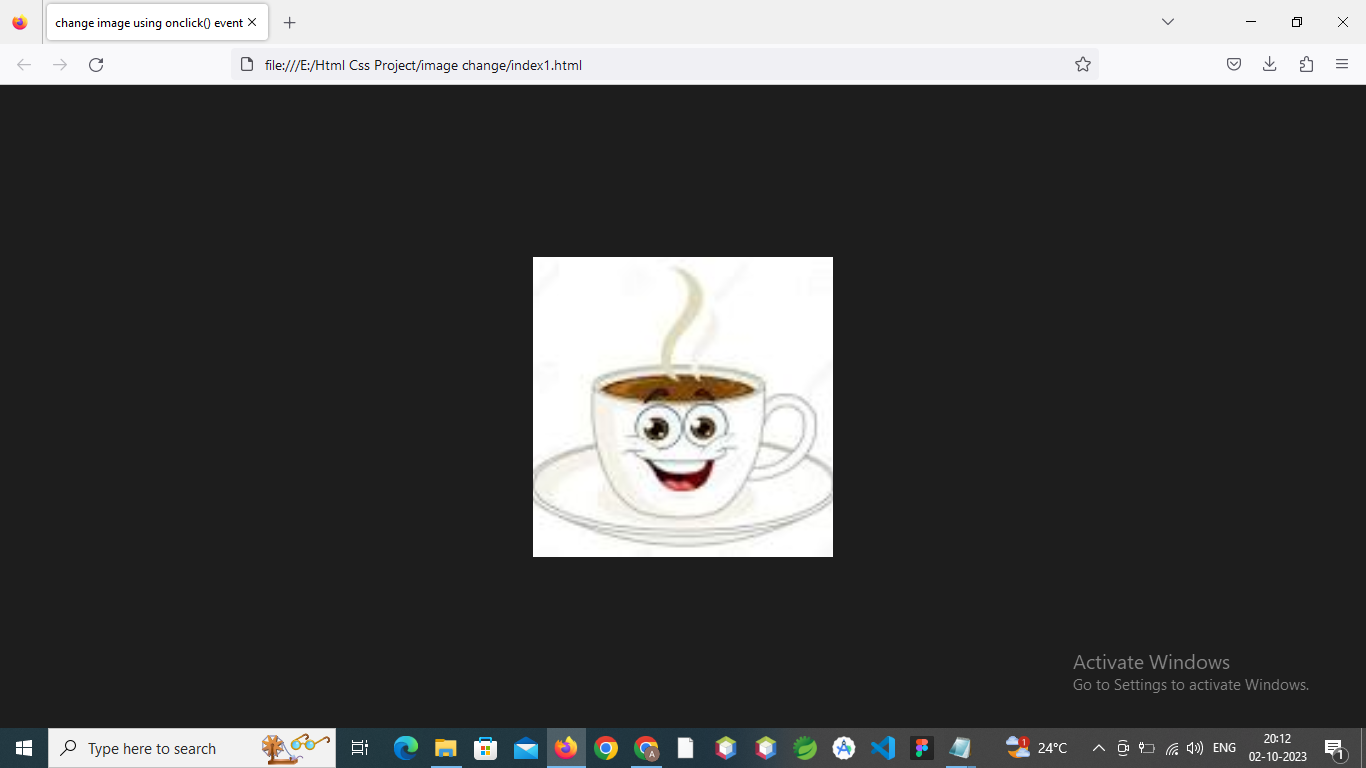 change image using onclick() event
file:///E:/Html Css Project/image change/index1.html
Activate Windows
Go to Settings to activate Windows.
Type here to search
1
24°C
ENG
20:12
02-10-2023
1
A